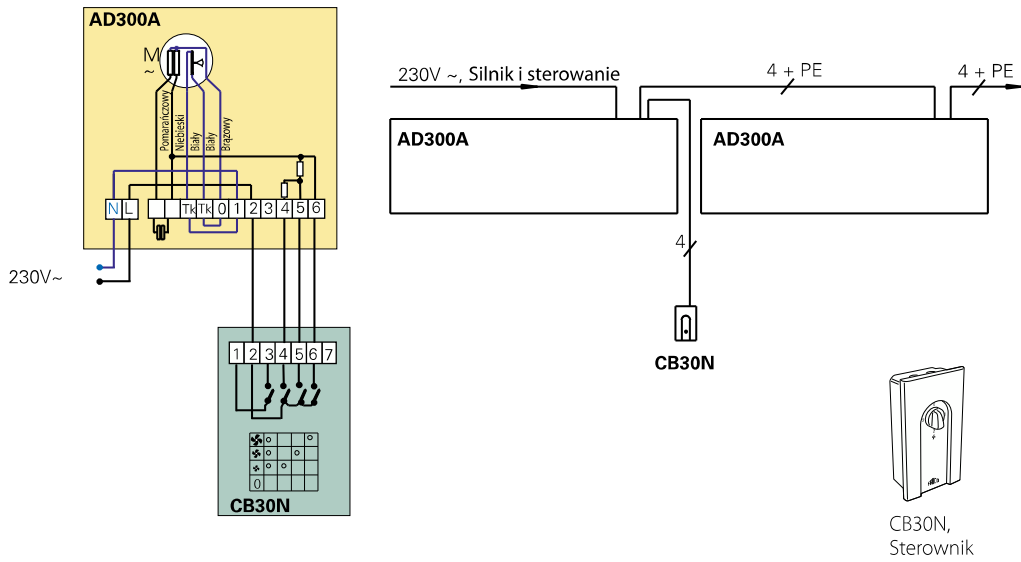 AD300A
M
~
Pomarańczowy
Niebieski
Biały
Biały
Brązowy
N L Tk Tk 0 1 2 3 4 5 6
230V~
1 2 3 4 5 6 7
0
CB30N
230V ~, Silnik i sterowanie
4 + PE
4 + PE
AD300A
AD300A
4
CB30N
CB30N,
Sterownik